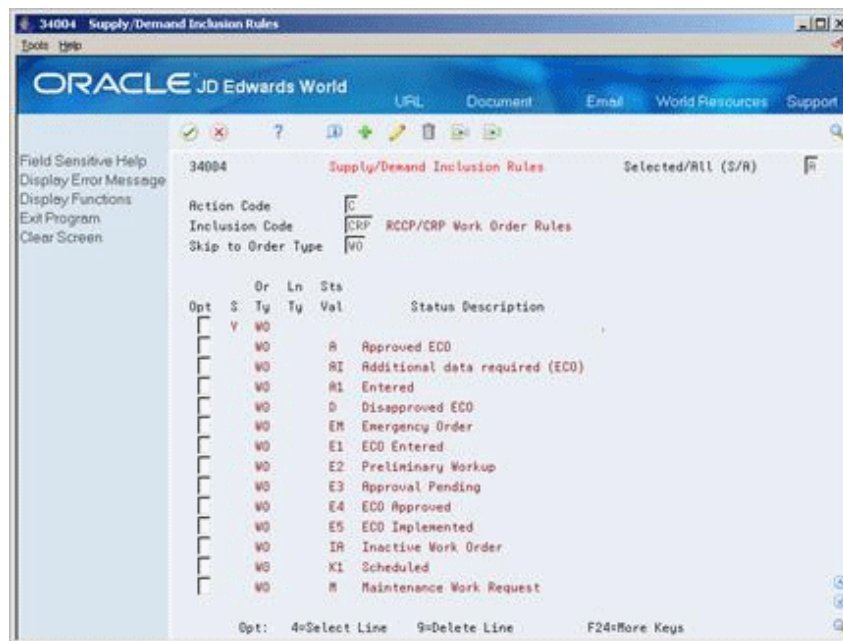 34004 Supply/Demand Inclusion Rules
Tools Help
ORACLE JD Edwards World
URL Document Email World Resources Support
Field Sensitive Help
Display Error Message
Display Functions
Exit Program
Clear Screen
34004 Supply/Demand Inclusion Rules Selected/All (S/A) A
Action Code C
Inclusion Code CRP RCCP/CRP Work Order Rules
Skip to Order Type WO
Or Ln Sts
Opt S Ty Ty Val Status Description
Y WO
WO A Approved ECO
WO AI Additional data required (ECO)
WO A1 Entered
WO D Disapproved ECO
WO EM Emergency Order
WO E1 ECO Entered
WO E2 Preliminary Workup
WO E3 Approval Pending
WO E4 ECO Approved
WO E5 ECO Implemented
WO IA Inactive Work Order
WO K1 Scheduled
WO M Maintenance Work Request
Opt: 4=Select Line 9=Delete Line F24=More Keys